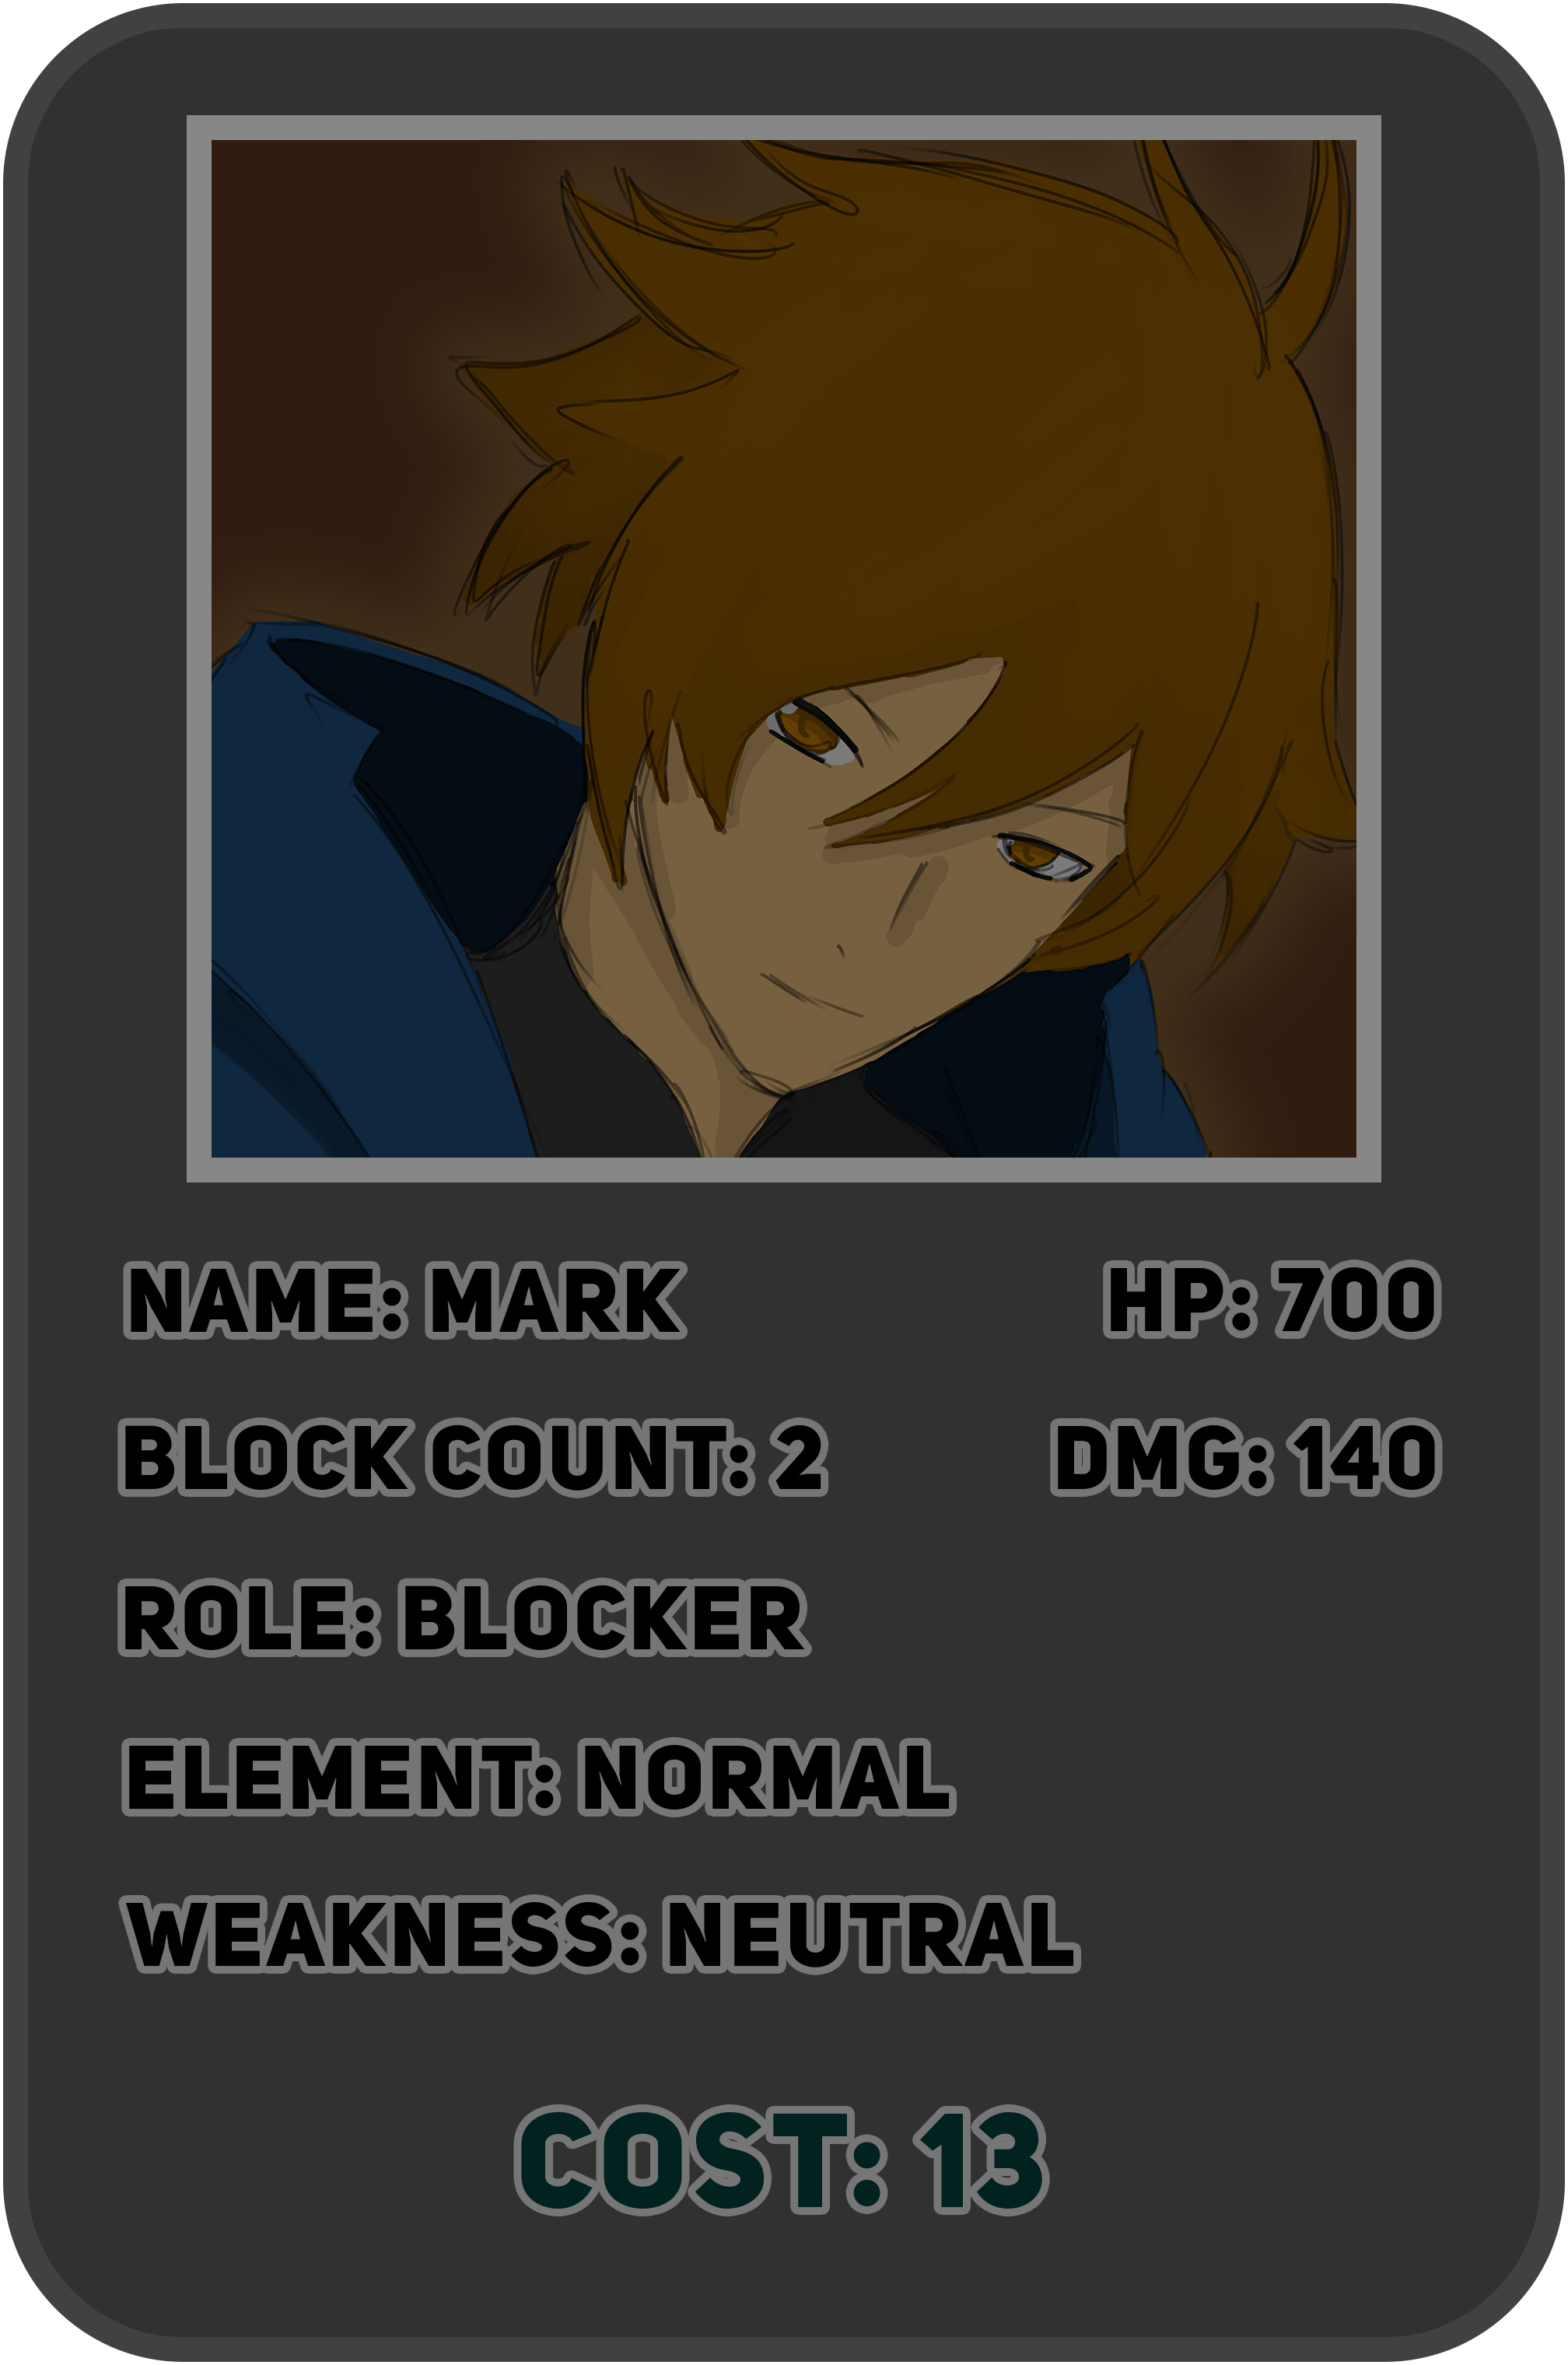 NAME: MARK
HP: 700
BLOCK COUNT: 2
DMG: 140
ROLE: BLOCKER
ELEMENT: NORMAL
WEAKNESS: NEUTRAL
COST: 13